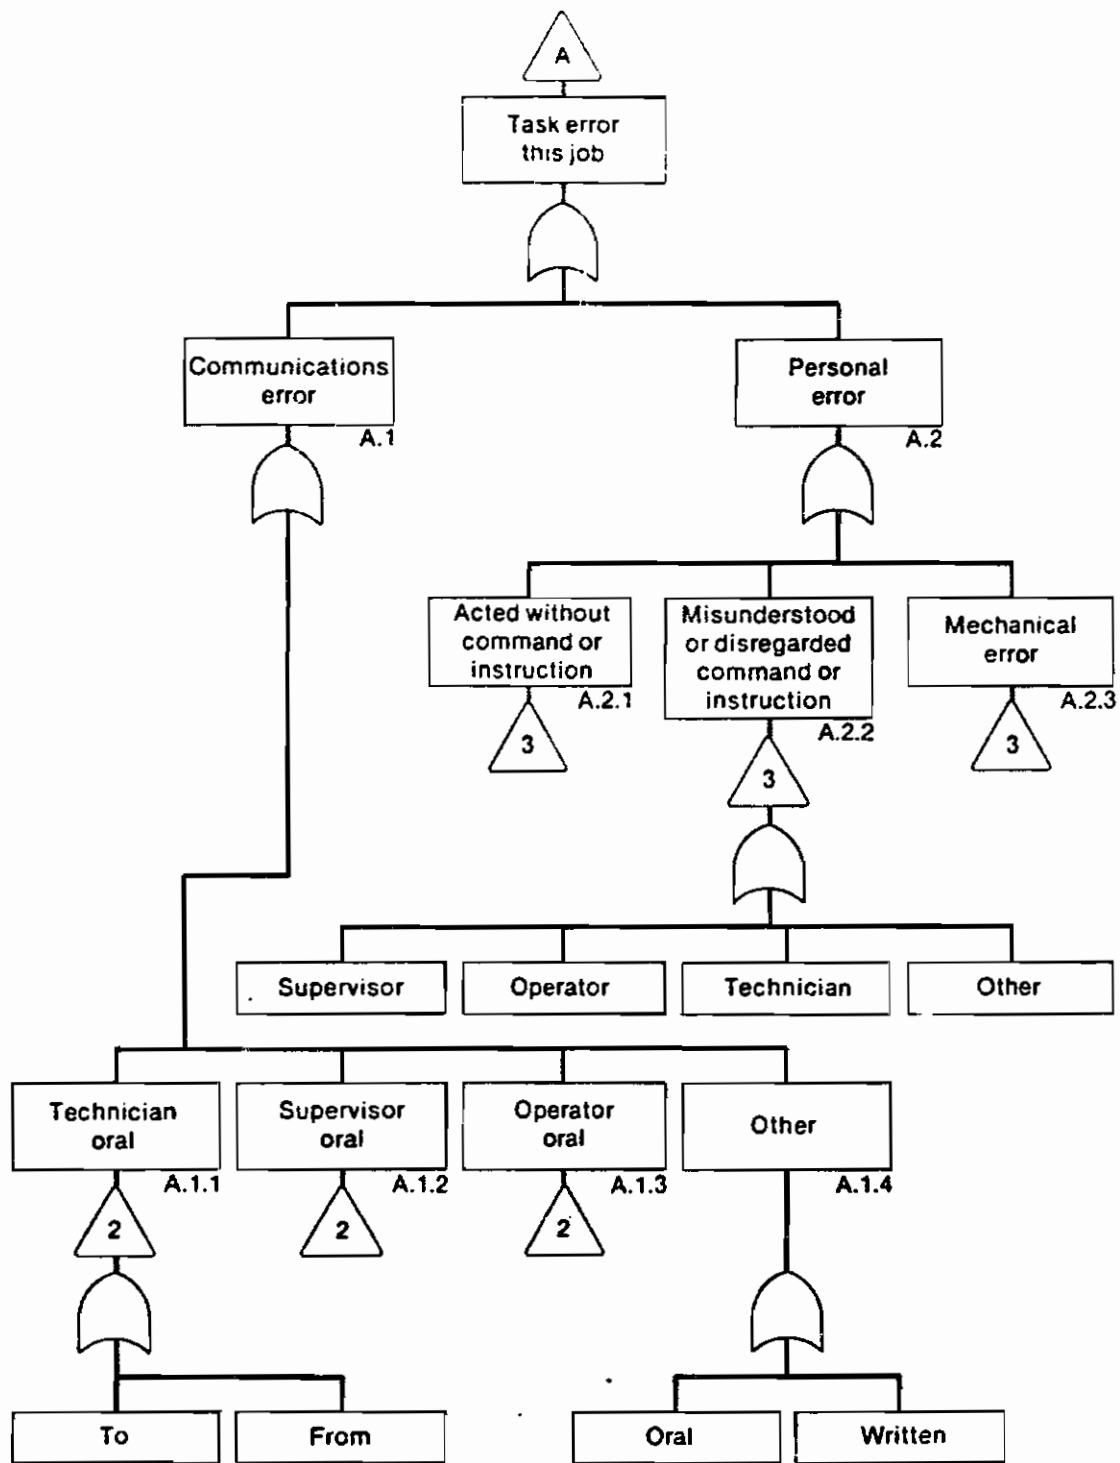 A
Task error
this job
Communications
error
A.1
Personal
error
A.2
Acted without
command or
instruction
A.2.1
3
Misunderstood
or disregarded
command or
instruction
A.2.2
3
Mechanical
error
A.2.3
3
Supervisor
Operator
Technician
Other
Technician
oral
A.1.1
2
Supervisor
oral
A.1.2
2
Operator
oral
A.1.3
2
Other
A.1.4
To
From
Oral
Written